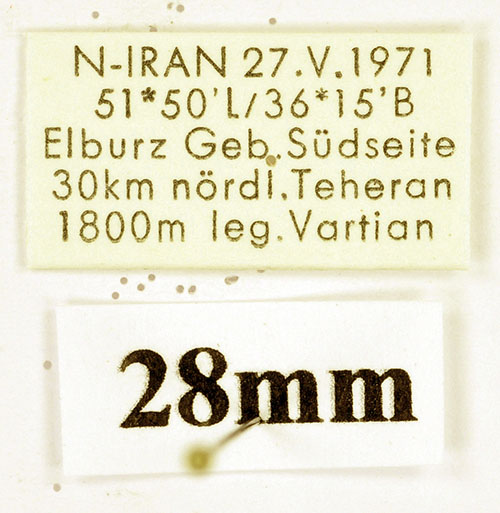 N-IRAN 27.V.1971
51*50'L/36*15'B
Elburz Geb.Südseite
30km nördl.Teheran
1800m leg.Vartian
28mm